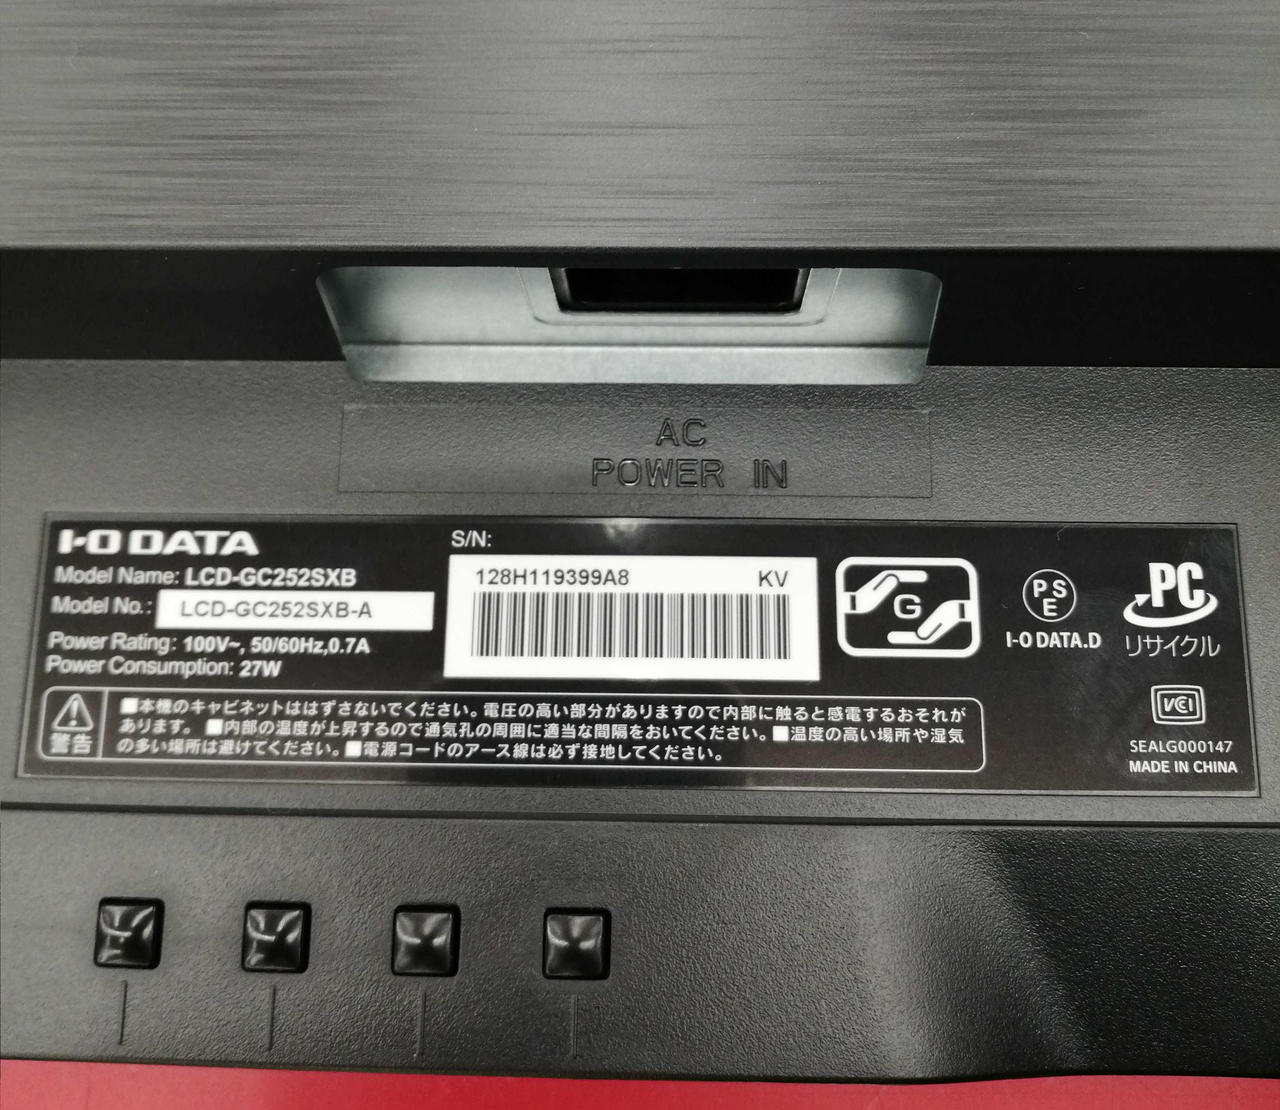 AC
POWER IN
I-O DATA
Model Name: LCD-GC252SXB
Model No.: LCD-GC252SXB-A
Power Rating: 100V~, 50/60Hz,0.7A
Power Consumption: 27W
S/N:
128H119399A8 KV
G
PS
E
I-O DATA.D
PC
リサイクル
警告
■本機のキャビネットははずさないでください。電圧の高い部分がありますので内部に触ると感電するおそれが
あります。 ■内部の温度が上昇するので通気孔の周囲に適当な間隔をおいてください。■温度の高い場所や湿気
の多い場所は避けてください。■電源コードのアース線は必ず接地してください。
VCI
SEALG000147
MADE IN CHINA